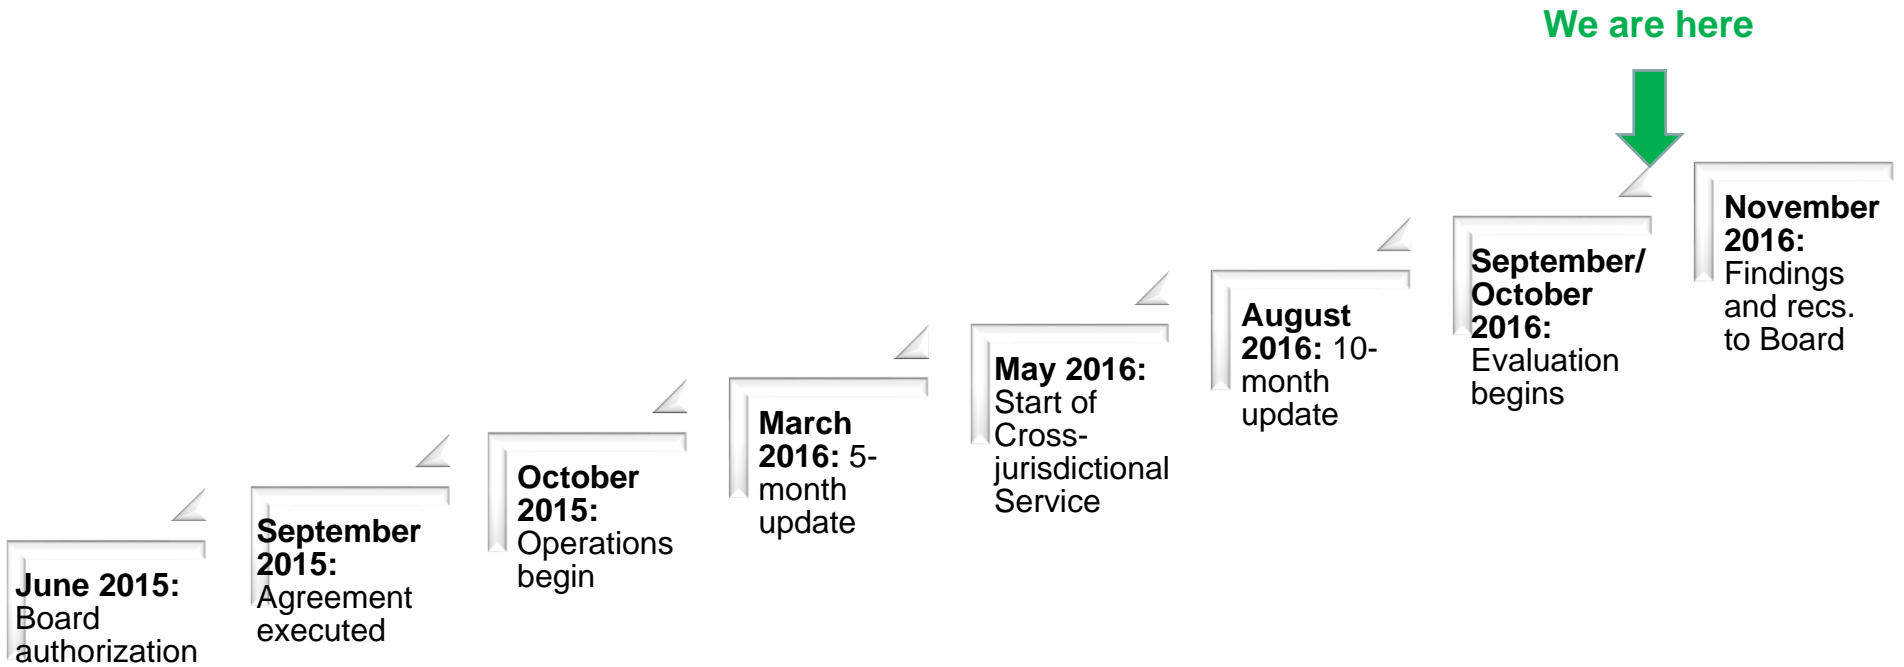 We are here
June 2015:
Board
authorization
September
2015:
Agreement
executed
October
2015:
Operations
begin
March
2016: 5-
month
update
May 2016:
Start of
Cross-
jurisdictional
Service
August
2016: 10-
month
update
September/
October
2016:
Evaluation
begins
November
2016:
Findings
and recs.
to Board